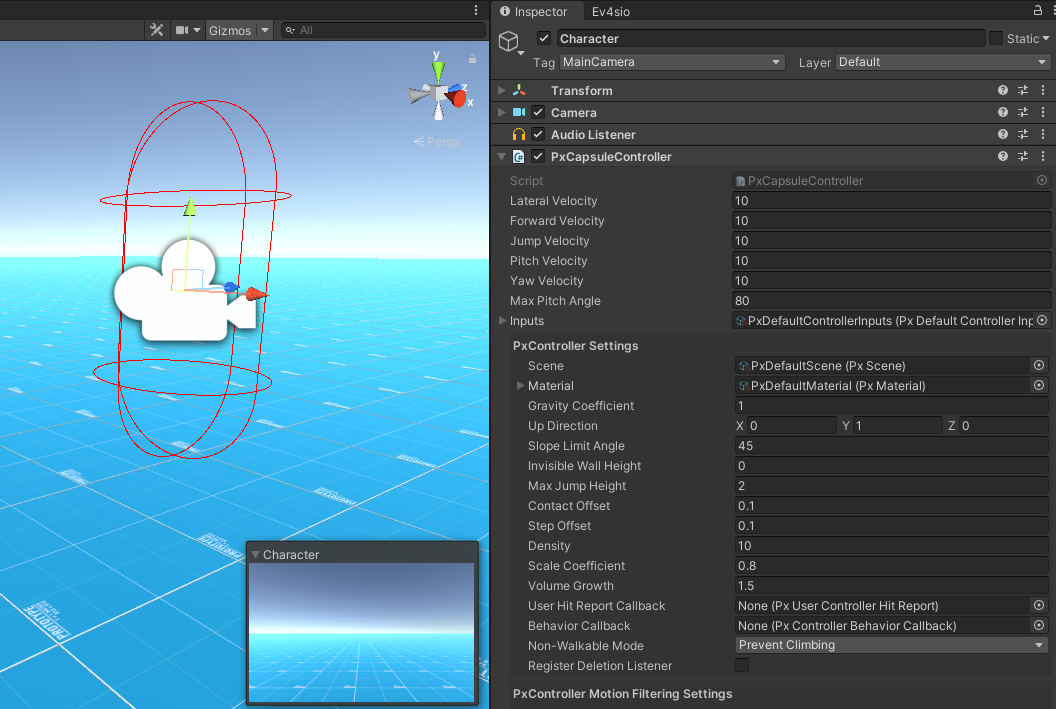 Inspector Ev4sio
Gizmos All
Character Static
Tag MainCamera Layer Default
y
z
x
Persp
Transform
Camera
Audio Listener
PxCapsuleController
Script PxCapsuleController
Lateral Velocity 10
Forward Velocity 10
Jump Velocity 10
Pitch Velocity 10
Yaw Velocity 10
Max Pitch Angle 80
Inputs PxDefaultControllerInputs (Px Default Controller Inp
PxController Settings
Scene PxDefaultScene (Px Scene)
Material PxDefaultMaterial (Px Material)
Gravity Coefficient 1
Up Direction X 0 Y 1 Z 0
Slope Limit Angle 45
Invisible Wall Height 0
Max Jump Height 2
Contact Offset 0.1
Step Offset 0.1
Density 10
Scale Coefficient 0.8
Volume Growth 1.5
User Hit Report Callback None (Px User Controller Hit Report)
Behavior Callback None (Px Controller Behavior Callback)
Non-Walkable Mode Prevent Climbing
Register Deletion Listener
PxController Motion Filtering Settings
Character
PROTOTYPE